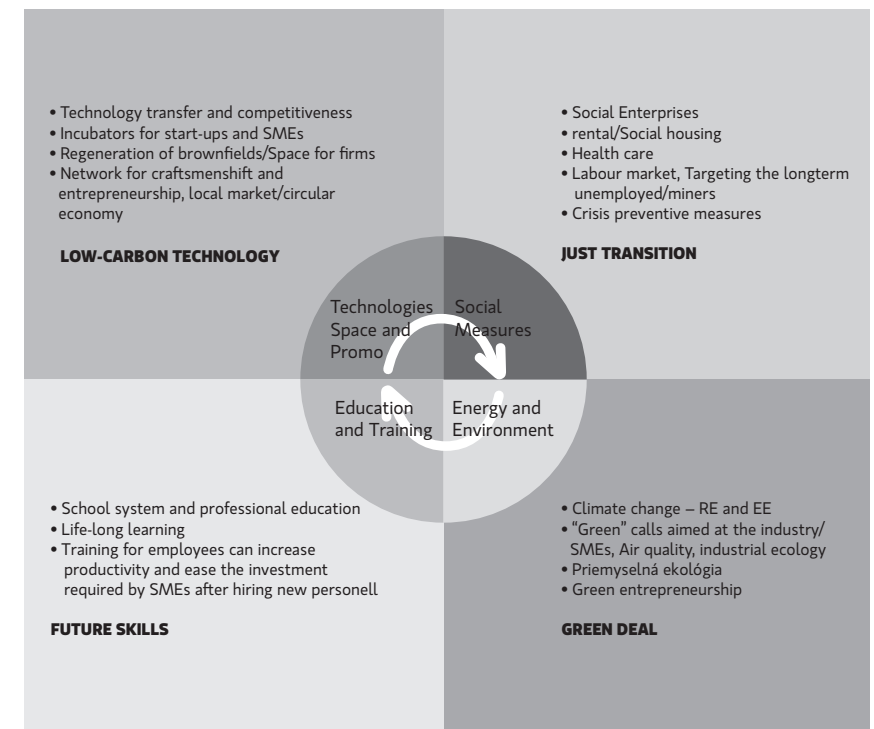 • Technology transfer and competitiveness
• Incubators for start-ups and SMEs
• Regeneration of brownfields/Space for firms
• Network for craftsmenshift and
entrepreneurship, local market/circular
economy
LOW-CARBON TECHNOLOGY
• Social Enterprises
• rental/Social housing
• Health care
• Labour market, Targeting the longterm
unemployed/miners
• Crisis preventive measures
JUST TRANSITION
Technologies
Space and
Promo
Social
Measures
Education
and Training
Energy and
Environment
• School system and professional education
• Life-long learning
• Training for employees can increase
productivity and ease the investment
required by SMEs after hiring new personell
FUTURE SKILLS
• Climate change – RE and EE
• “Green” calls aimed at the industry/
SMEs, Air quality, industrial ecology
• Priemyselná ekológia
• Green entrepreneurship
GREEN DEAL